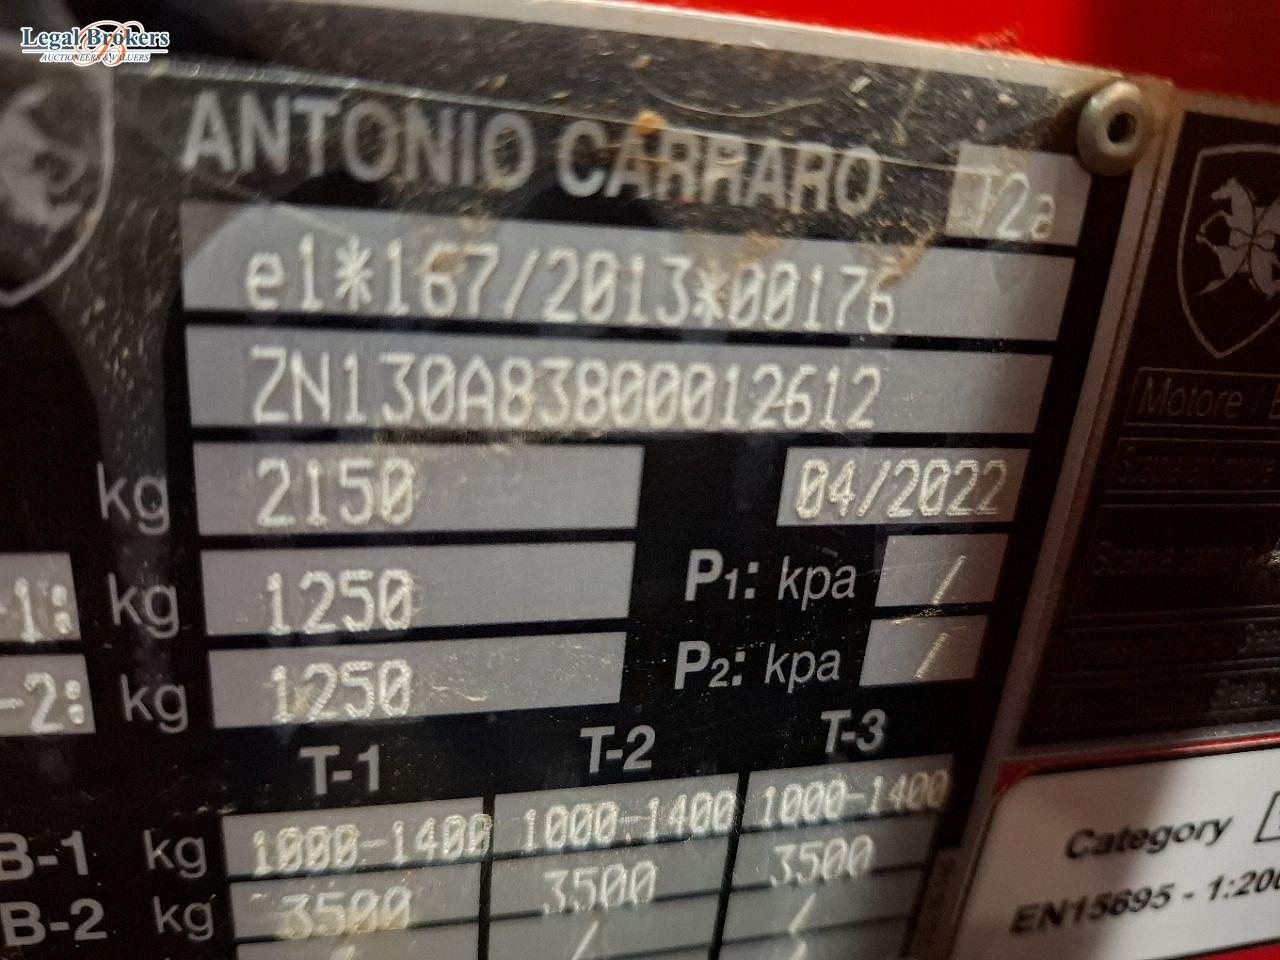 Legal Brokers
AUCTIONEERS & VALUERS
ANTONIO CARRARO T2a
e1*167/2013*00176
ZN130A83800012612
kg 2150 04/2022
-1: kg 1250 P1: kpa /
-2: kg 1250 P2: kpa /
T-1 T-2 T-3
B-1 kg 1000-1400 1000-1400 1000-1400
B-2 kg 3500 3500 3500
/ / /
Motore /
Category
EN15695 - 1:200